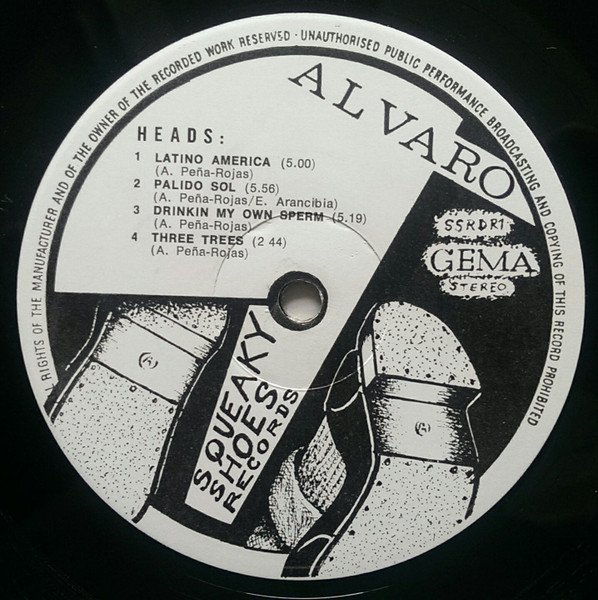 RIGHTS OF THE MANUFACTURER AND OF THE OWNER OF THE RECORDED WORK RESERVED · UNAUTHORISED PUBLIC PERFORMANCE BROADCASTING AND COPYING OF THIS RECORD PROHIBITED
ALVARO
HEADS:
1 LATINO AMERICA (5.00)
(A. Peña-Rojas)
2 PALIDO SOL (5.56)
(A. Peña-Rojas/E. Arancibia)
3 DRINKIN MY OWN SPERM (5.19)
(A. Peña-Rojas)
4 THREE TREES (2 44)
(A. Peña-Rojas)
SSRDR1
GEMA
STEREO
SQUEAKY
SHOES
RECORDS
A
A